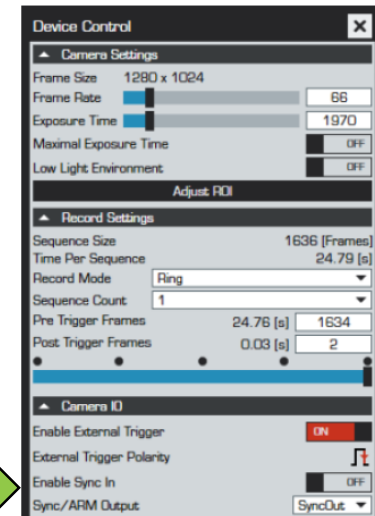 Device Control
Camera Settings
Frame Size 1280 x 1024
Frame Rate 66
Exposure Time 1970
Maximal Exposure Time OFF
Low Light Environment OFF
Adjust ROI
Record Settings
Sequence Size 1636 [Frames]
Time Per Sequence 24.79 [s]
Record Mode Ring
Sequence Count 1
Pre Trigger Frames 24.76 [s] 1634
Post Trigger Frames 0.03 [s] 2
Camera IO
Enable External Trigger ON
External Trigger Polarity
Enable Sync In OFF
Sync/ARM Output SyncOut